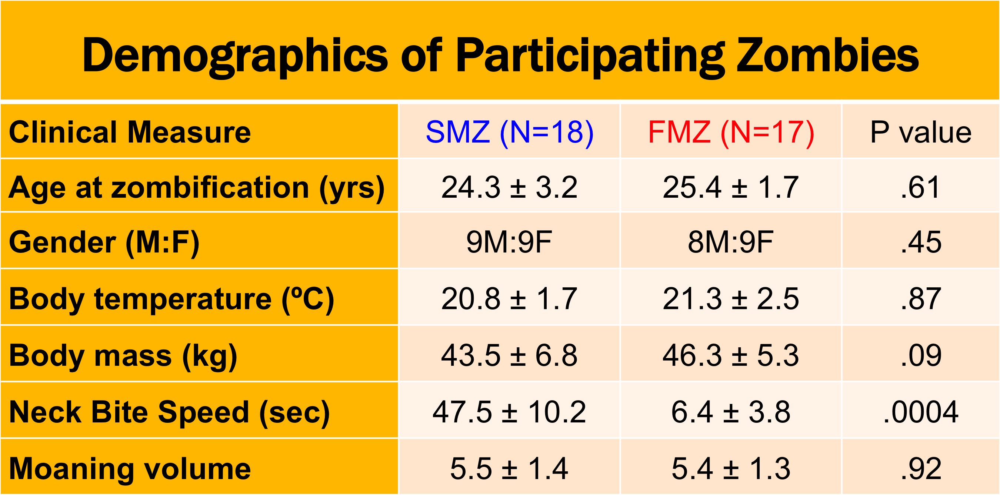 Demographics of Participating Zombies
Clinical Measure SMZ (N=18) FMZ (N=17) P value
Age at zombification (yrs) 24.3 ± 3.2 25.4 ± 1.7 .61
Gender (M:F) 9M:9F 8M:9F .45
Body temperature (ºC) 20.8 ± 1.7 21.3 ± 2.5 .87
Body mass (kg) 43.5 ± 6.8 46.3 ± 5.3 .09
Neck Bite Speed (sec) 47.5 ± 10.2 6.4 ± 3.8 .0004
Moaning volume 5.5 ± 1.4 5.4 ± 1.3 .92